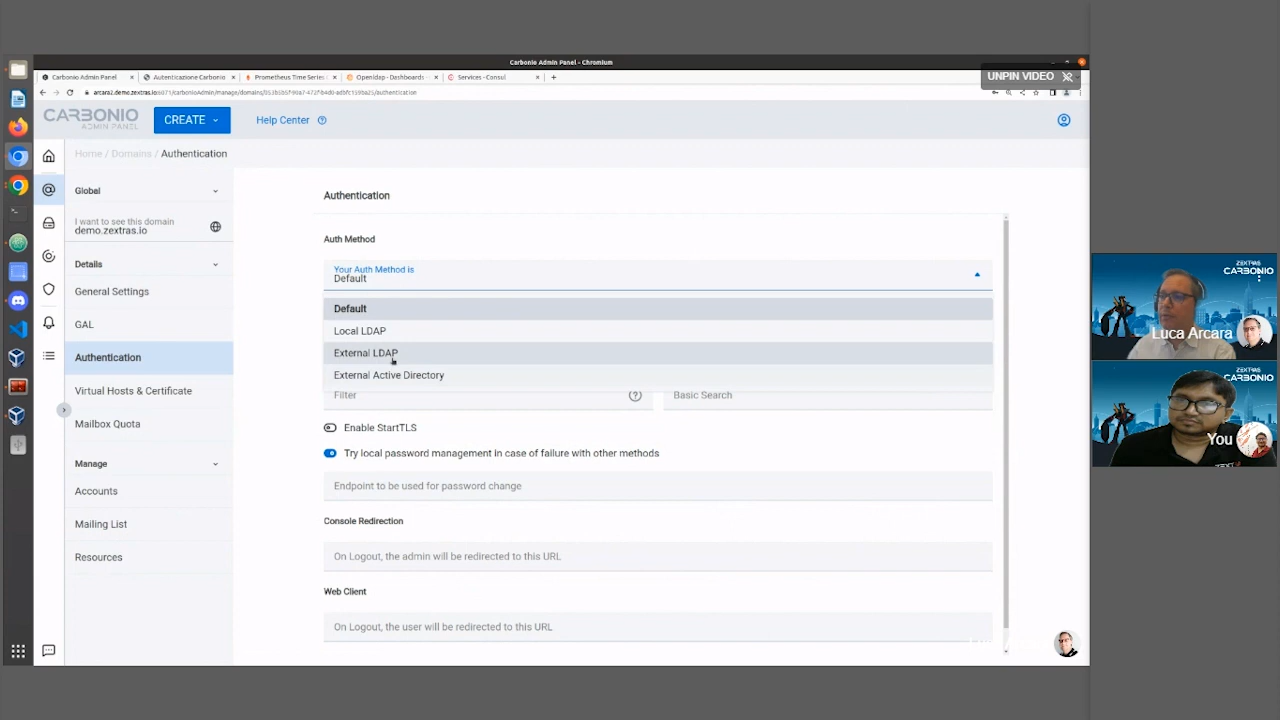 Carbonio Admin Panel - Chromium
Carbonio Admin Panel
Autenticazione Carbonio
Prometheus Time Series
Openldap - Dashboards
Services - Consul
UNPIN VIDEO
CARBONIO
ADMIN PANEL
CREATE
Help Center
Home / Domains / Authentication
Global
I want to see this domain
demo.zextras.io
Details
General Settings
GAL
Authentication
Virtual Hosts & Certificate
Mailbox Quota
Manage
Accounts
Mailing List
Resources
Authentication
Auth Method
Your Auth Method is
Default
Default
Local LDAP
External LDAP
External Active Directory
Filter
Basic Search
Enable StartTLS
Try local password management in case of failure with other methods
Endpoint to be used for password change
Console Redirection
On Logout, the admin will be redirected to this URL
Web Client
On Logout, the user will be redirected to this URL
ZEXTRAS
CARBONIO
Luca Arcara
ZEXTRAS
CARBONIO
You